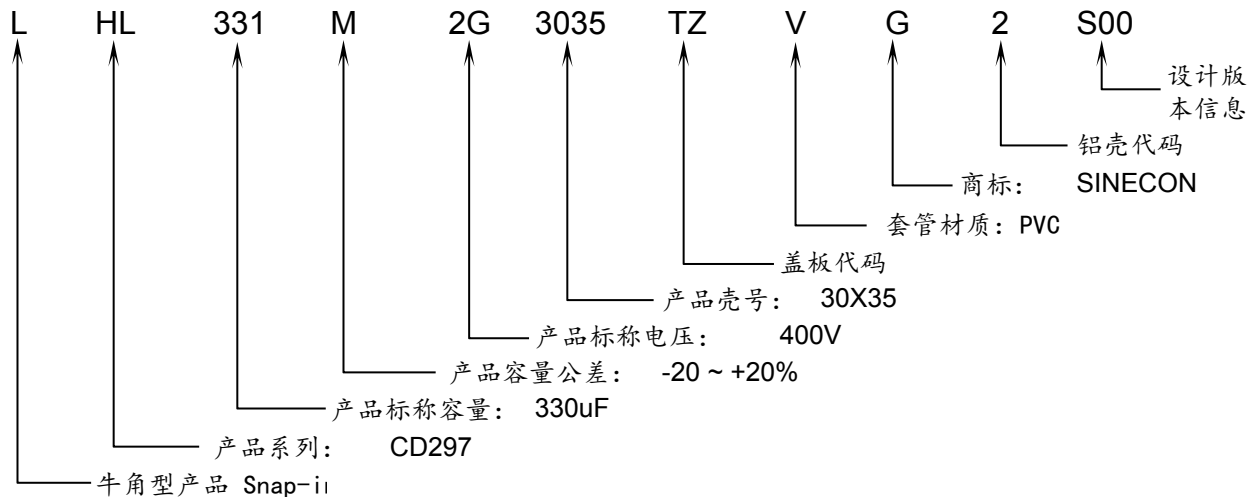 L HL 331 M 2G 3035 TZ V G 2 S00
设计版
本信息
铝壳代码
商标： SINECON
套管材质：PVC
盖板代码
产品壳号： 30X35
产品标称电压： 400V
产品容量公差： -20 ~ +20%
产品标称容量： 330uF
产品系列： CD297
牛角型产品